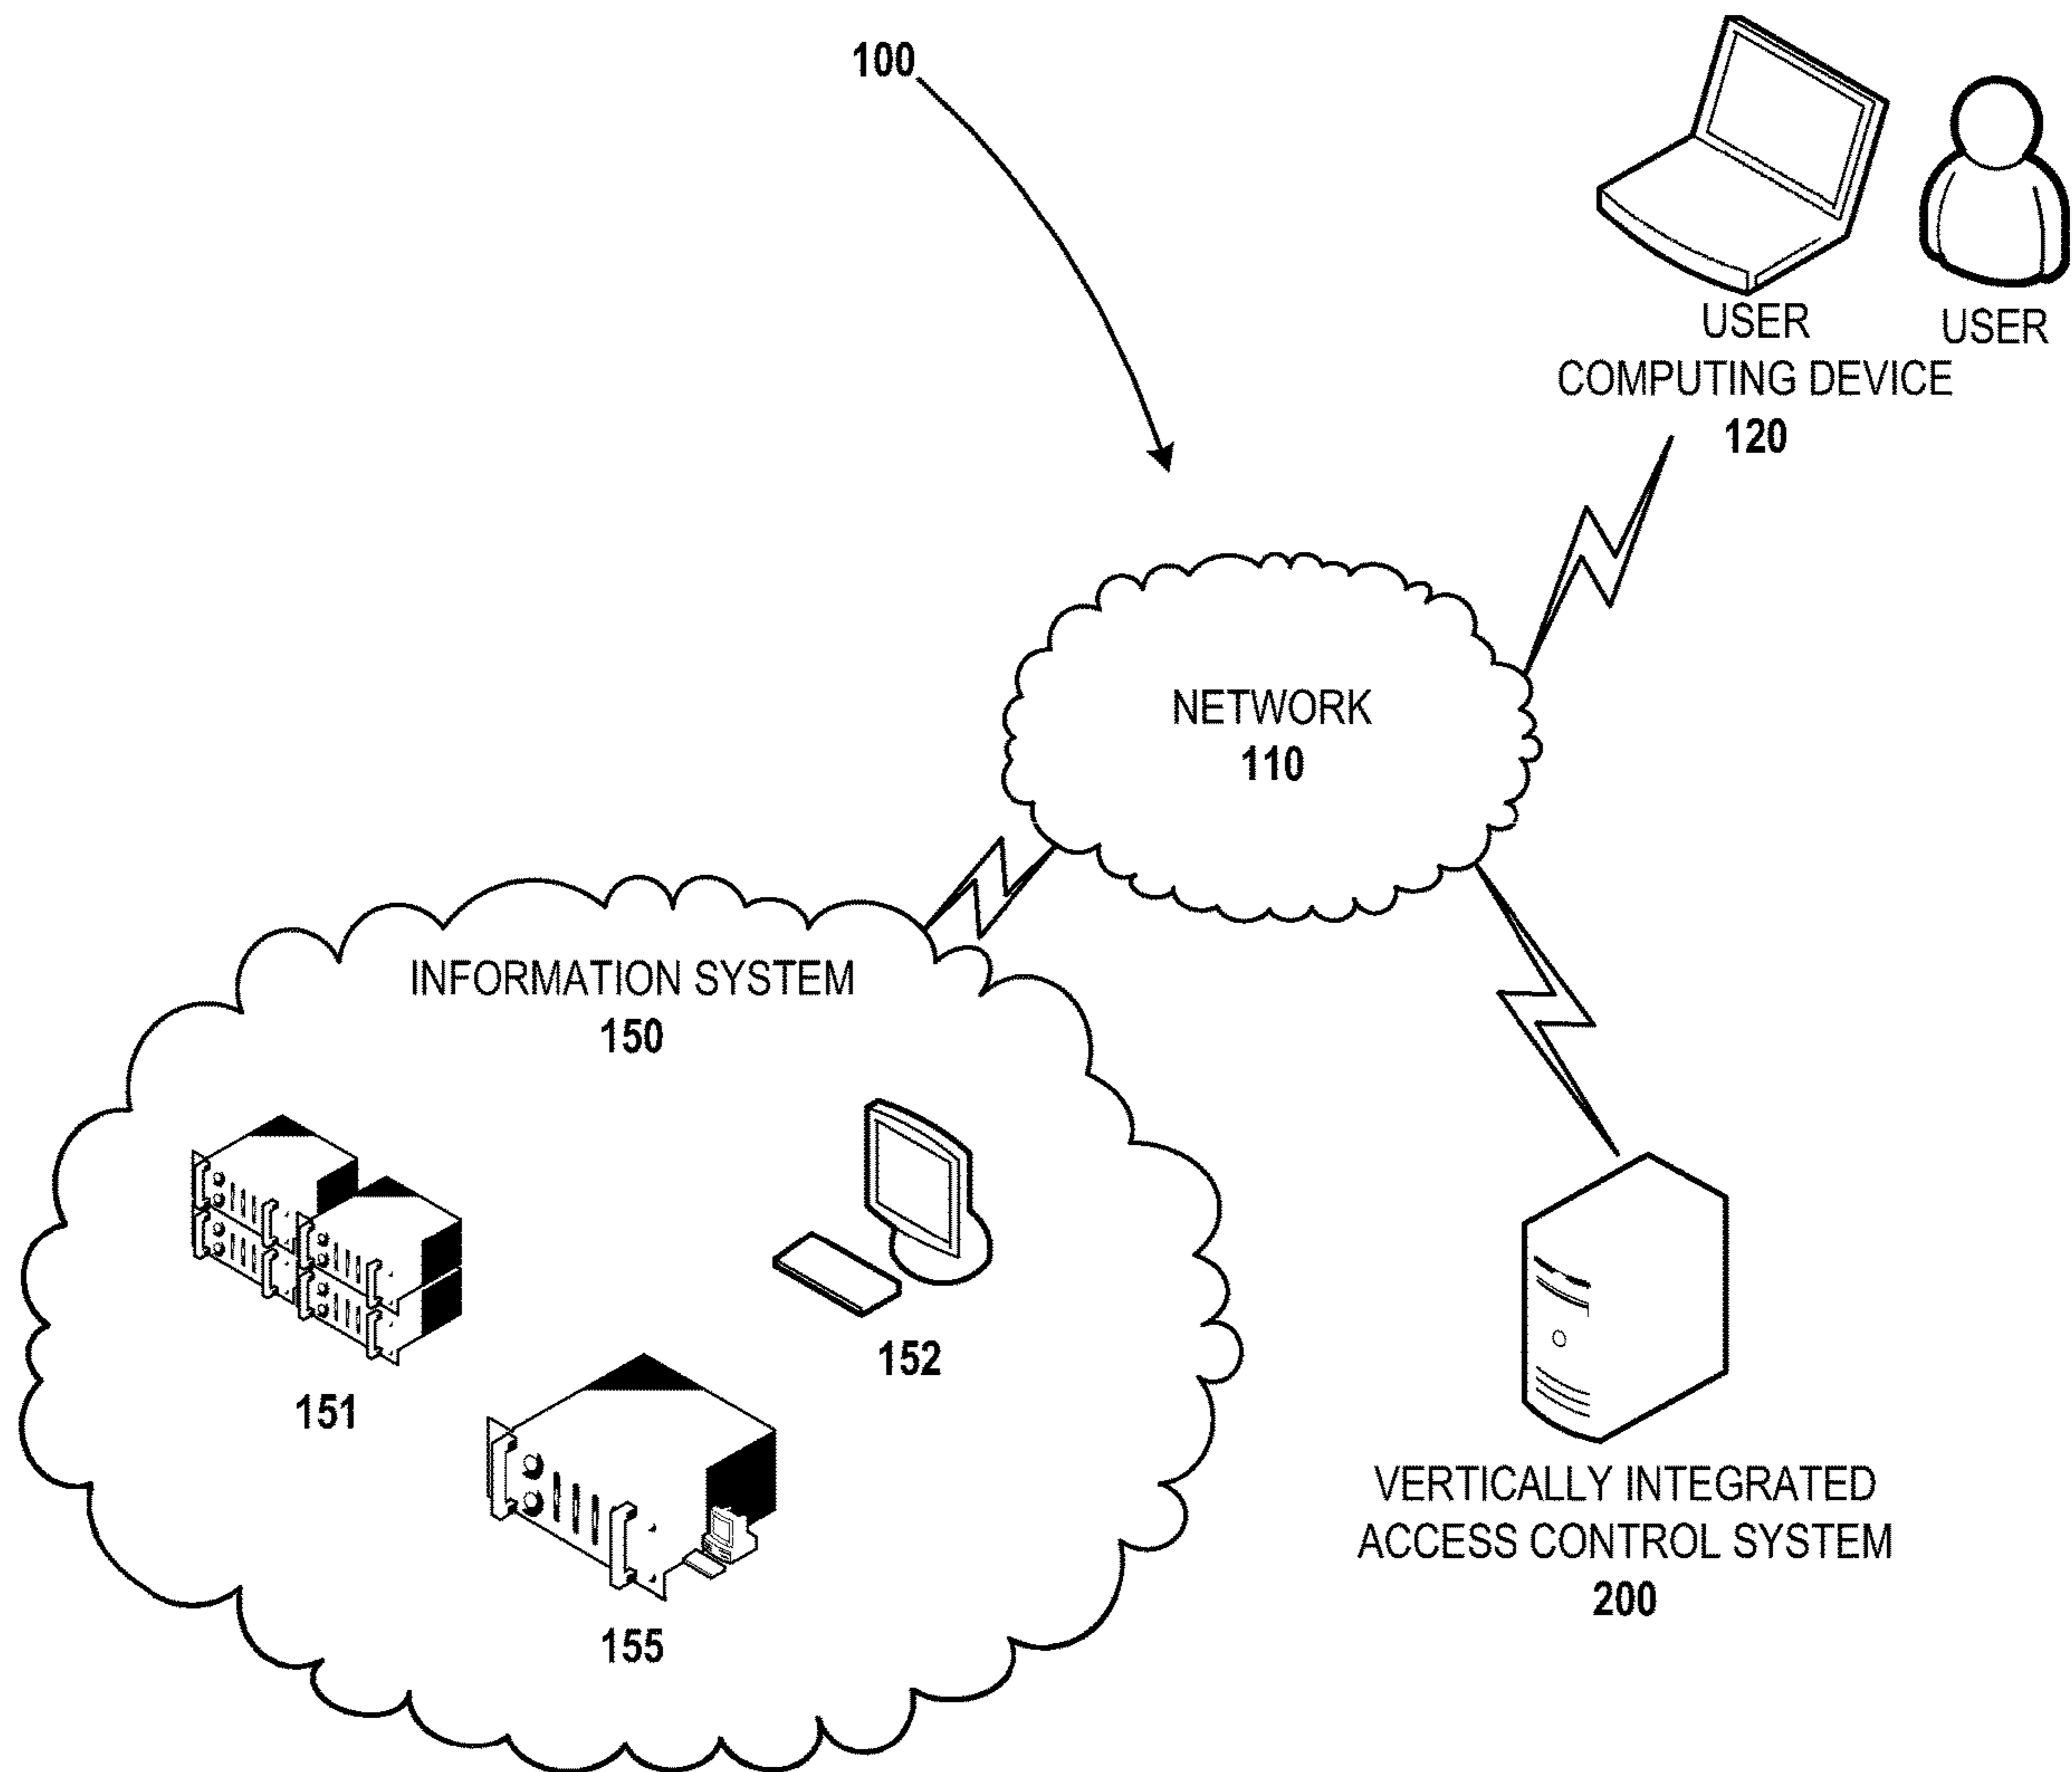 100
USER
COMPUTING DEVICE
120
USER
NETWORK
110
INFORMATION SYSTEM
150
151
152
155
VERTICALLY INTEGRATED
ACCESS CONTROL SYSTEM
200